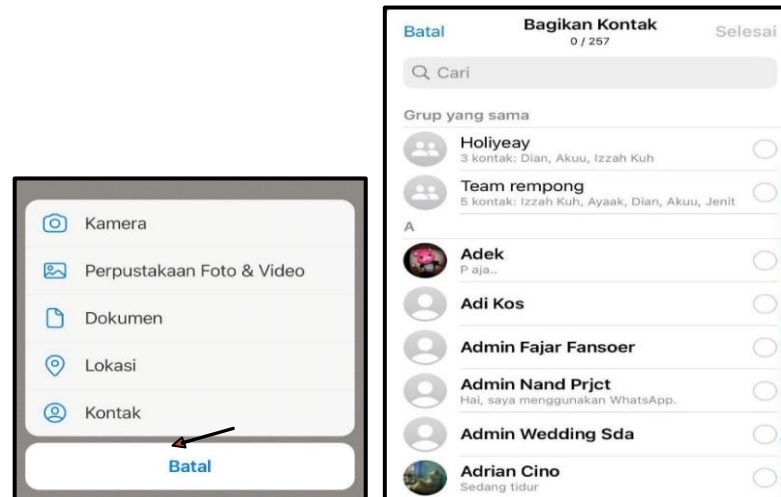 Kamera
Perpustakaan Foto & Video
Dokumen
Lokasi
Kontak
Batal
Batal Bagikan Kontak Selesai
0 / 257
Cari
Grup yang sama
Holiyeay
3 kontak: Dian, Akuu, Izzah Kuh
Team rempong
5 kontak: Izzah Kuh, Ayaak, Dian, Akuu, Jenit
A
Adek
P aja..
Adi Kos
Admin Fajar Fansoer
Admin Nand Prjct
Hai, saya menggunakan WhatsApp.
Admin Wedding Sda
Adrian Cino
Sedang tidur